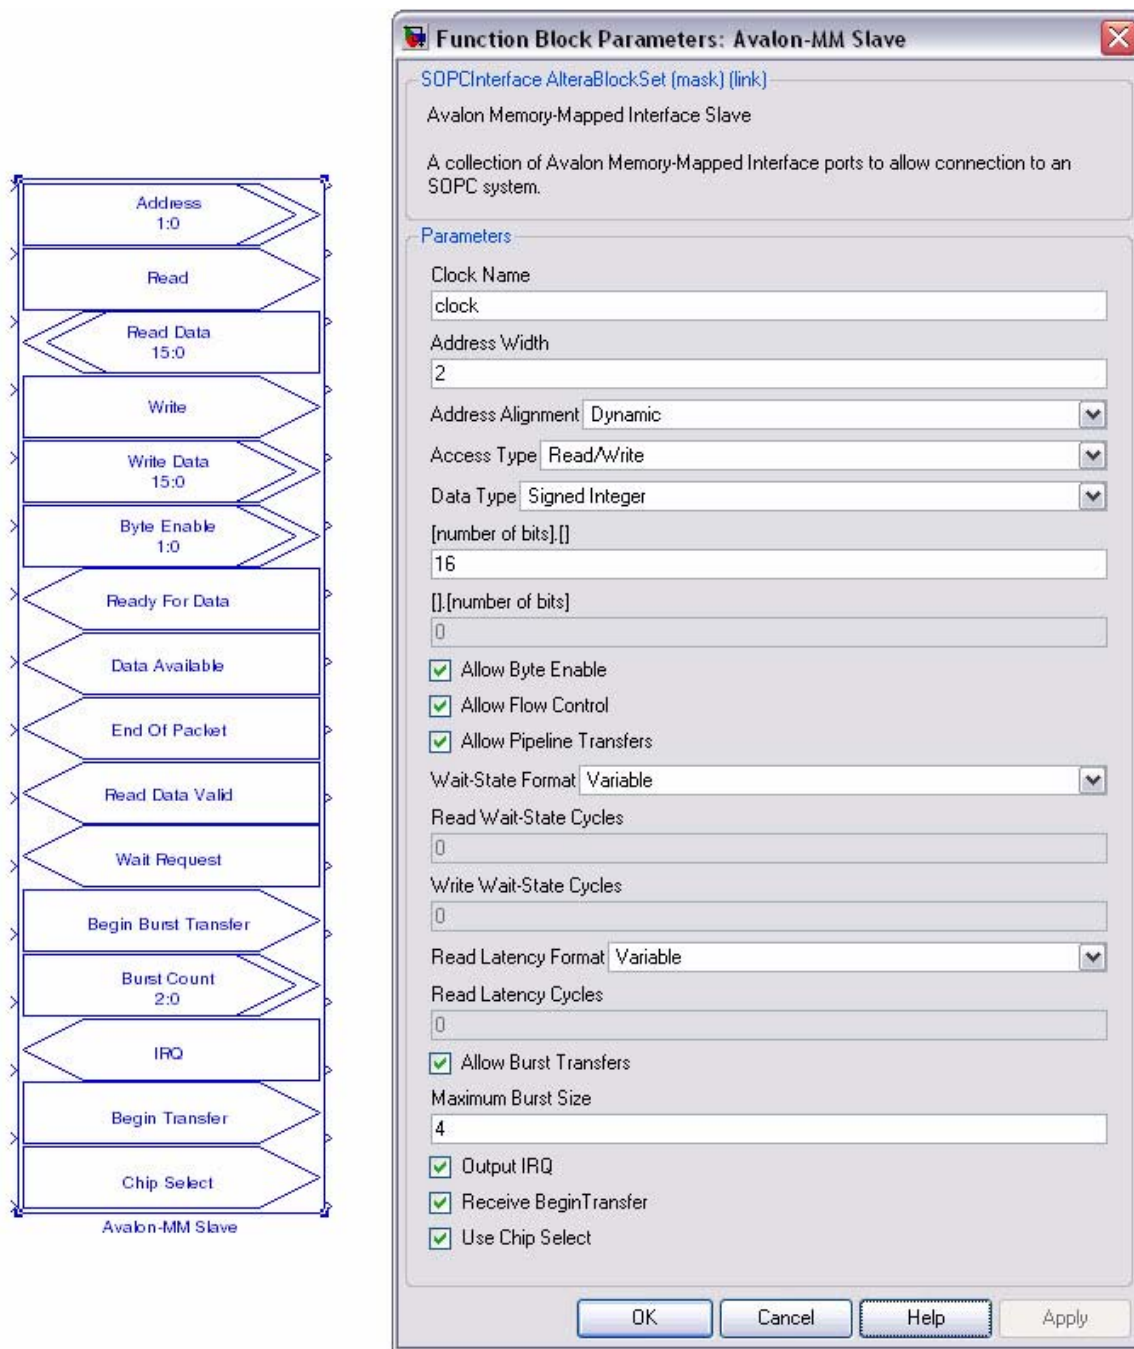 Address
1:0
Read
Read Data
15:0
Write
Write Data
15:0
Byte Enable
1:0
Ready For Data
Data Available
End Of Packet
Read Data Valid
Wait Request
Begin Burst Transfer
Burst Count
2:0
IRQ
Begin Transfer
Chip Select
Avalon-MM Slave
Function Block Parameters: Avalon-MM Slave
SOPCInterface AlteraBlockSet (mask) (link)
Avalon Memory-Mapped Interface Slave
A collection of Avalon Memory-Mapped Interface ports to allow connection to an
SOPC system.
Parameters
Clock Name
clock
Address Width
2
Address Alignment Dynamic
Access Type Read/Write
Data Type Signed Integer
[number of bits].[]
16
[].[number of bits]
0
Allow Byte Enable
Allow Flow Control
Allow Pipeline Transfers
Wait-State Format Variable
Read Wait-State Cycles
0
Write Wait-State Cycles
0
Read Latency Format Variable
Read Latency Cycles
0
Allow Burst Transfers
Maximum Burst Size
4
Output IRQ
Receive BeginTransfer
Use Chip Select
OK Cancel Help Apply